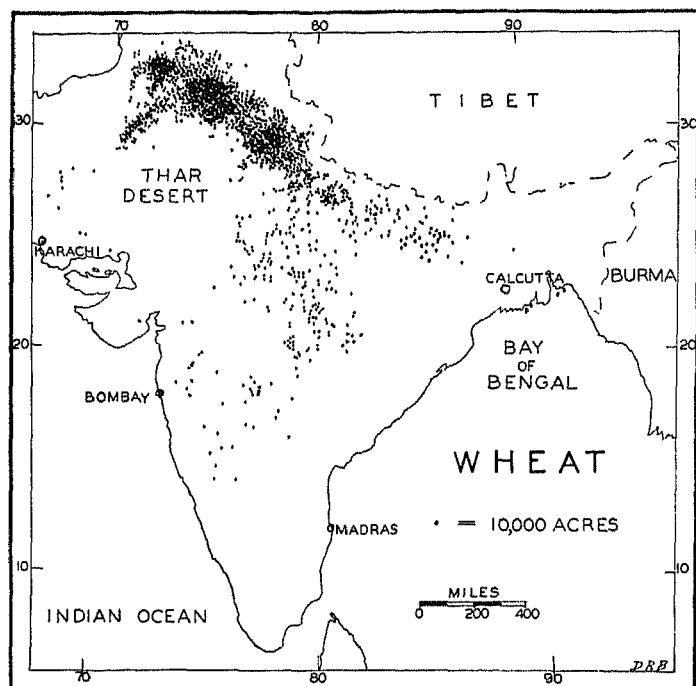 70 80 90
TIBET
30 30
THAR
DESERT
KARACHI
CALCUTTA
BURMA
20 20
BAY
OF
BENGAL
BOMBAY
WHEAT
MADRAS
• = 10,000 ACRES
10 10
MILES
0 200 400
INDIAN OCEAN
DRB
70 80 90